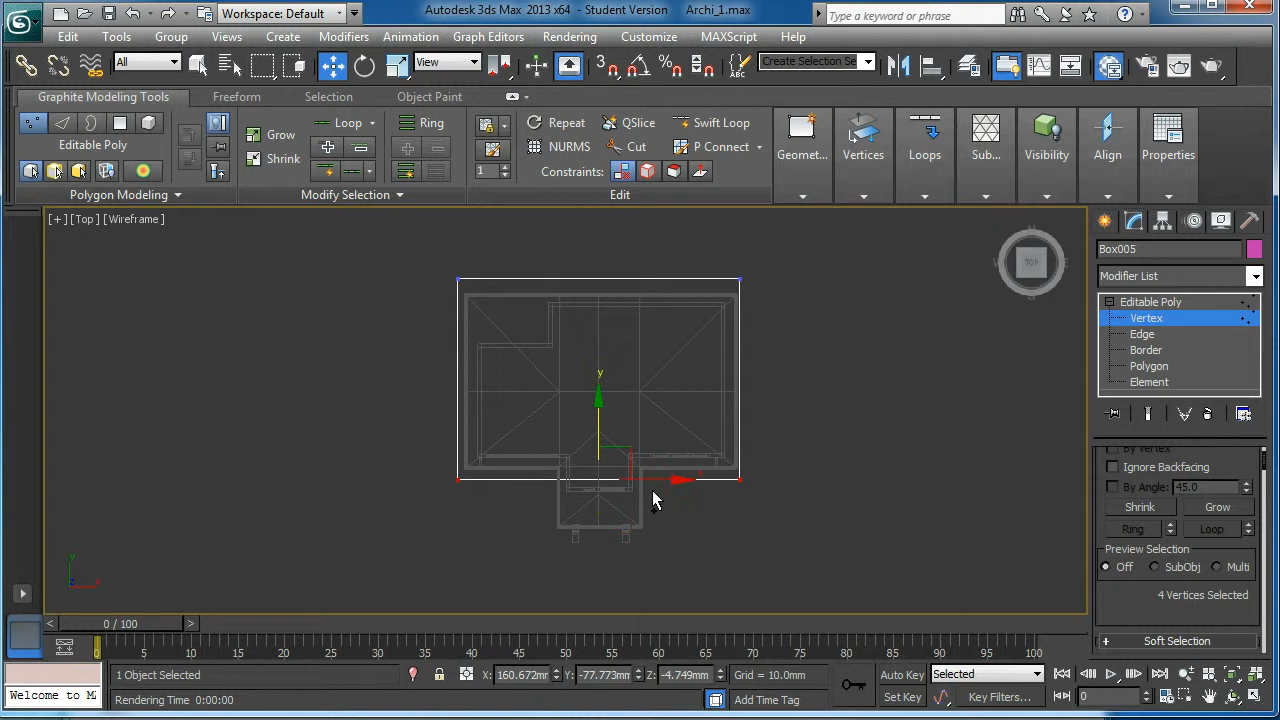 Workspace: Default
Autodesk 3ds Max 2013 x64 - Student Version Archi_1.max
Type a keyword or phrase
Edit Tools Group Views Create Modifiers Animation Graph Editors Rendering Customize MAXScript Help
All View Create Selection Se
Graphite Modeling Tools Freeform Selection Object Paint
Loop Ring Repeat QSlice Swift Loop
Grow NURMS Cut P Connect
Editable Poly Shrink Constraints:
1
Geomet... Vertices Loops Sub... Visibility Align Properties
Polygon Modeling Modify Selection Edit
[+] [Top] [Wireframe]
TOP
Box005
Modifier List
Editable Poly
Vertex
Edge
Border
Polygon
Element
By Vertex
Ignore Backfacing
By Angle: 45.0
Shrink Grow
Ring Loop
Preview Selection
Off SubObj Multi
4 Vertices Selected
Soft Selection
y
x
y
z x
0 / 100
0 5 10 15 20 25 30 35 40 45 50 55 60 65 70 75 80 85 90 95 100
1 Object Selected X: 160.672mm Y: -77.773mm Z: -4.749mm Grid = 10.0mm Auto Key Selected
Welcome to MA Rendering Time 0:00:00 Add Time Tag Set Key Key Filters... 0